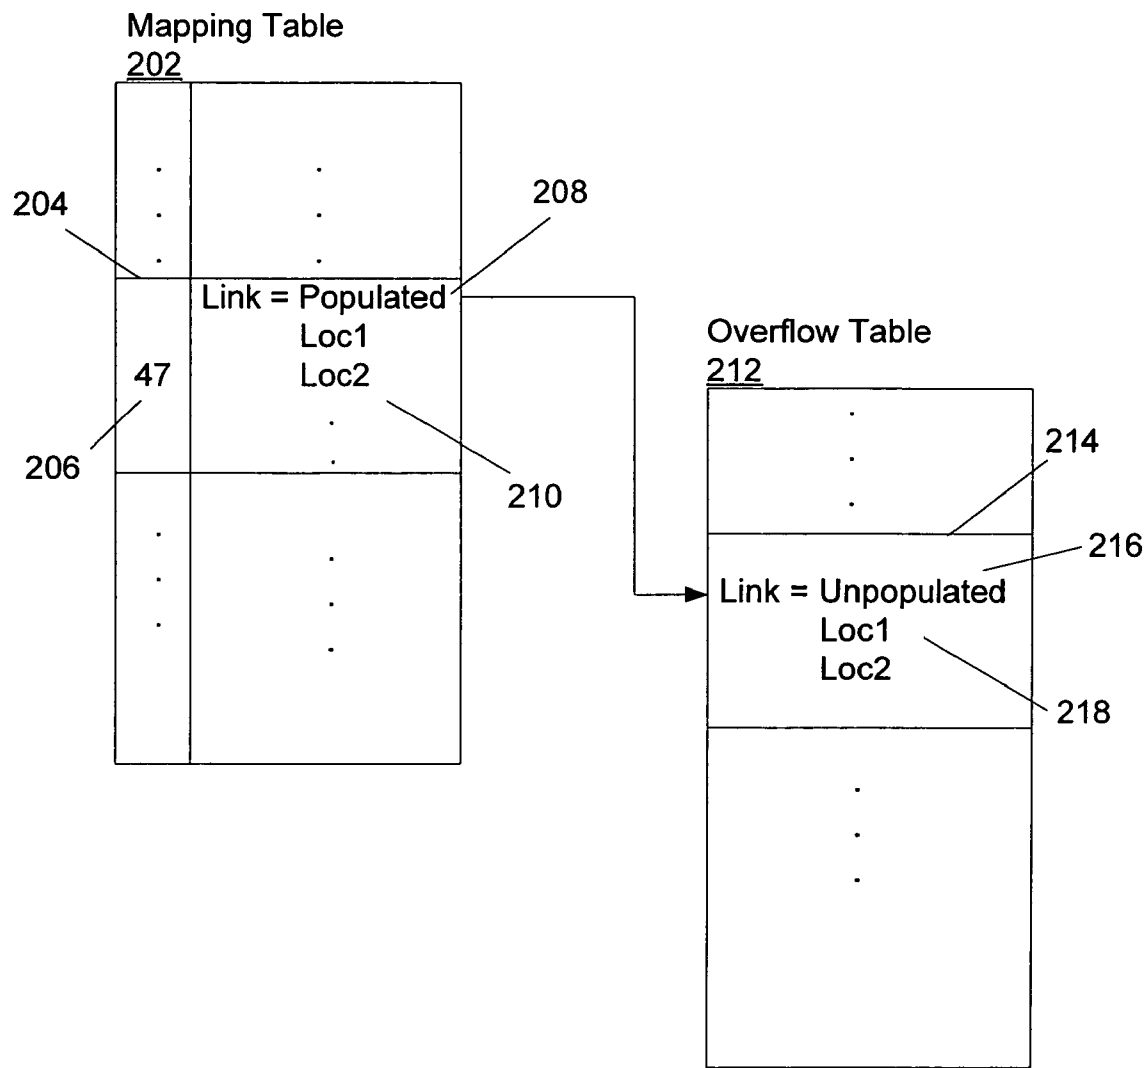 Mapping Table
202
204
208
Link = Populated
Loc1
Loc2
47
206
210
Overflow Table
212
214
216
Link = Unpopulated
Loc1
Loc2
218